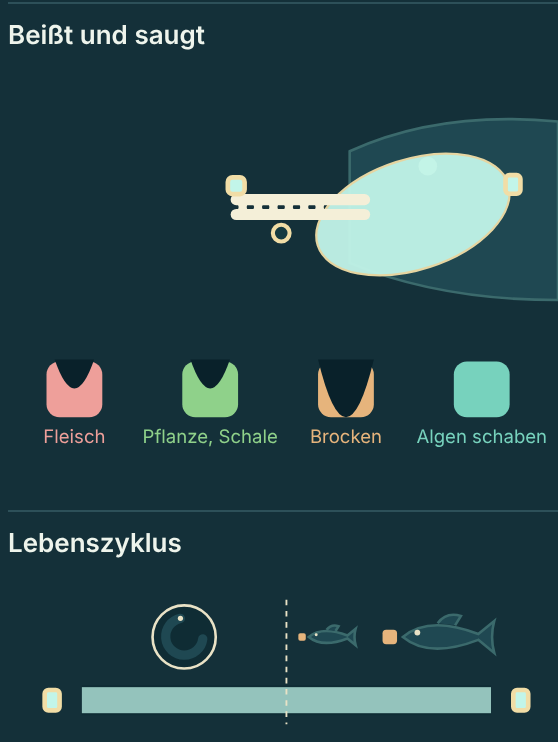 Beißt und saugt
Fleisch
Pflanze, Schale
Brocken
Algen schaben
Lebenszyklus